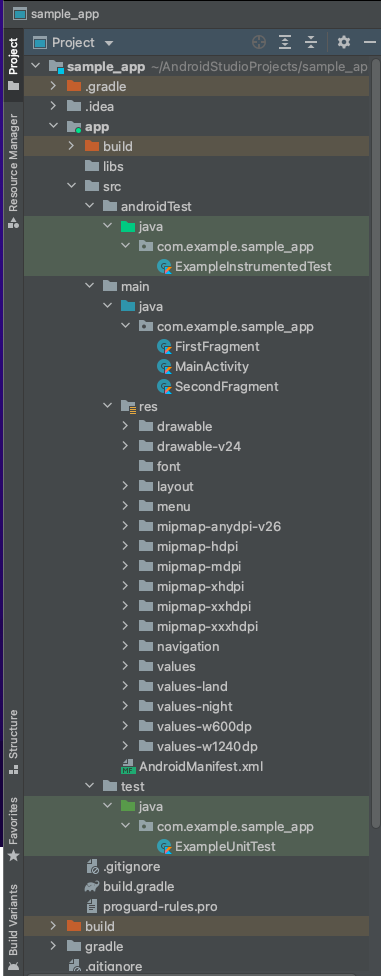 sample_app
Project
sample_app ~/AndroidStudioProjects/sample_ap
.gradle
.idea
app
build
libs
src
androidTest
java
com.example.sample_app
ExampleInstrumentedTest
main
java
com.example.sample_app
FirstFragment
MainActivity
SecondFragment
res
drawable
drawable-v24
font
layout
menu
mipmap-anydpi-v26
mipmap-hdpi
mipmap-mdpi
mipmap-xhdpi
mipmap-xxhdpi
mipmap-xxxhdpi
navigation
values
values-land
values-night
values-w600dp
values-w1240dp
MF AndroidManifest.xml
test
java
com.example.sample_app
ExampleUnitTest
.gitignore
build.gradle
proguard-rules.pro
build
gradle
.gitignore
Project
Resource Manager
Structure
Favorites
Build Variants